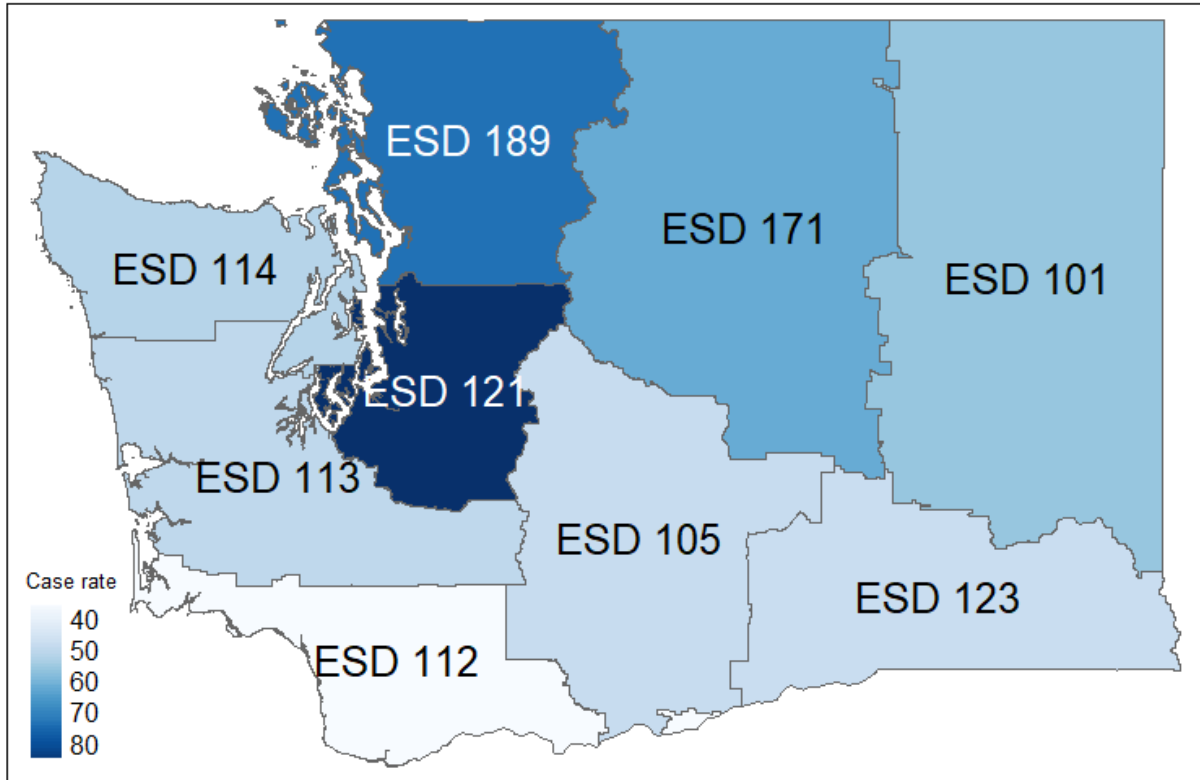 ESD 189
ESD 171
ESD 114
ESD 101
ESD 121
ESD 113
ESD 105
ESD 123
ESD 112
Case rate
40
50
60
70
80